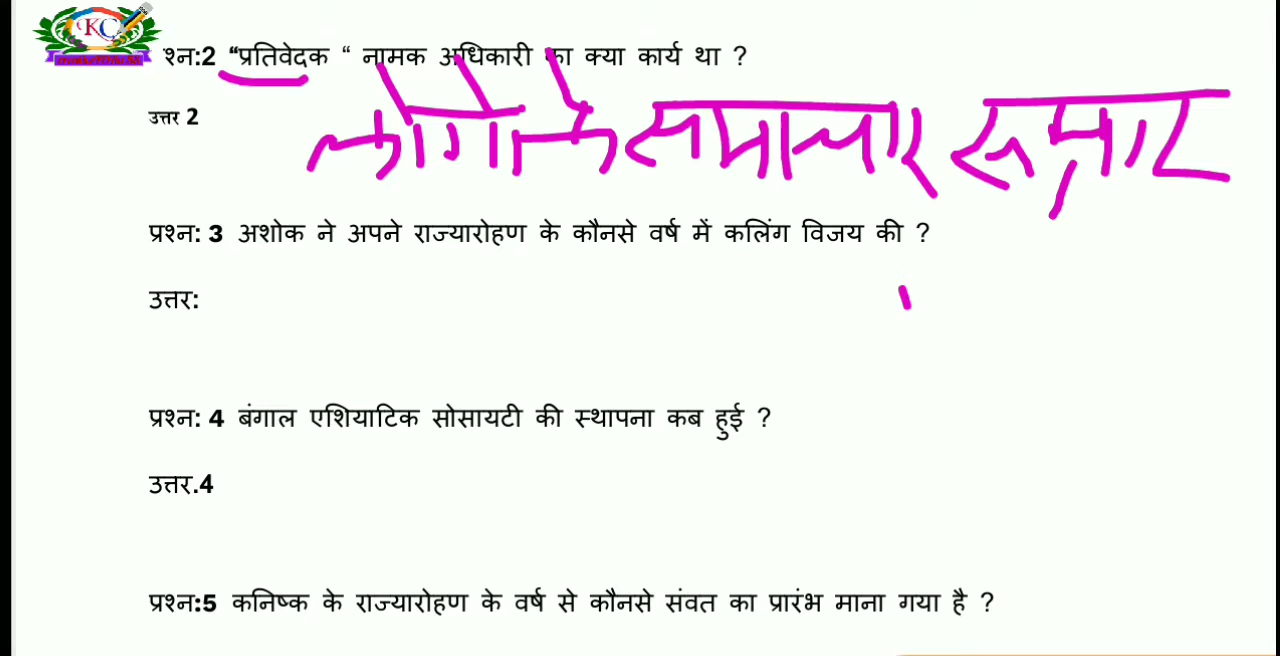 KC
श्न:2 “प्रतिवेदक “ नामक अधिकारी का क्या कार्य था ?
उत्तर 2
लोगो के समाचार सम्राट
प्रश्न: 3 अशोक ने अपने राज्यारोहण के कौनसे वर्ष में कलिंग विजय की ?
उत्तर:
प्रश्न: 4 बंगाल एशियाटिक सोसायटी की स्थापना कब हुई ?
उत्तर.4
प्रश्न:5 कनिष्क के राज्यारोहण के वर्ष से कौनसे संवत का प्रारंभ माना गया है ?